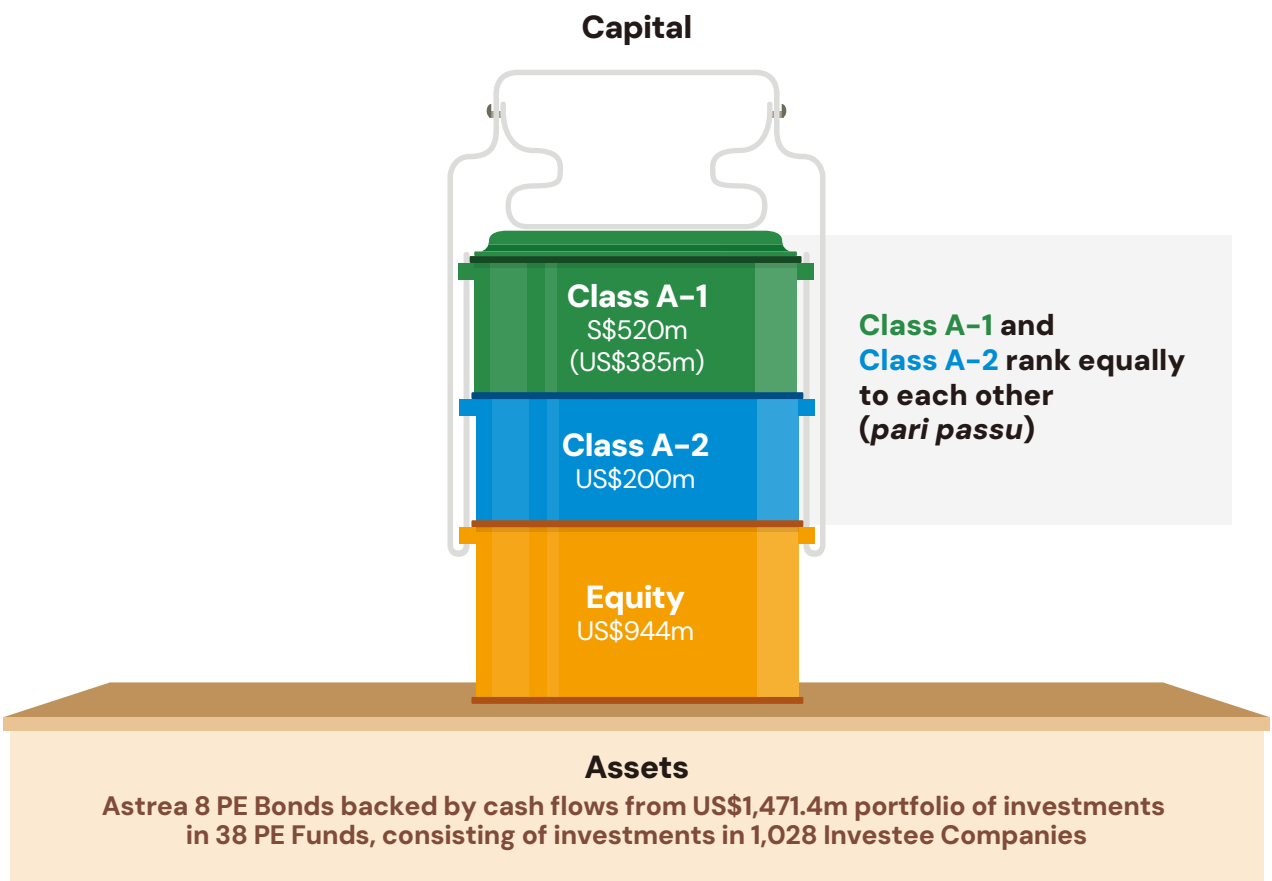 Capital
Class A-1
S$520m
(US$385m)
Class A-2
US$200m
Equity
US$944m
Class A-1 and
Class A-2 rank equally
to each other
(pari passu)
Assets
Astrea 8 PE Bonds backed by cash flows from US$1,471.4m portfolio of investments
in 38 PE Funds, consisting of investments in 1,028 Investee Companies